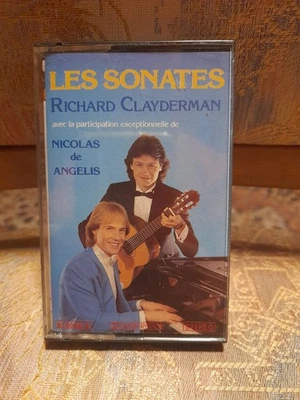 LES SONATES
RICHARD CLAYDERMAN
avec la participation exceptionnelle de
NICOLAS
de
ANGELIS